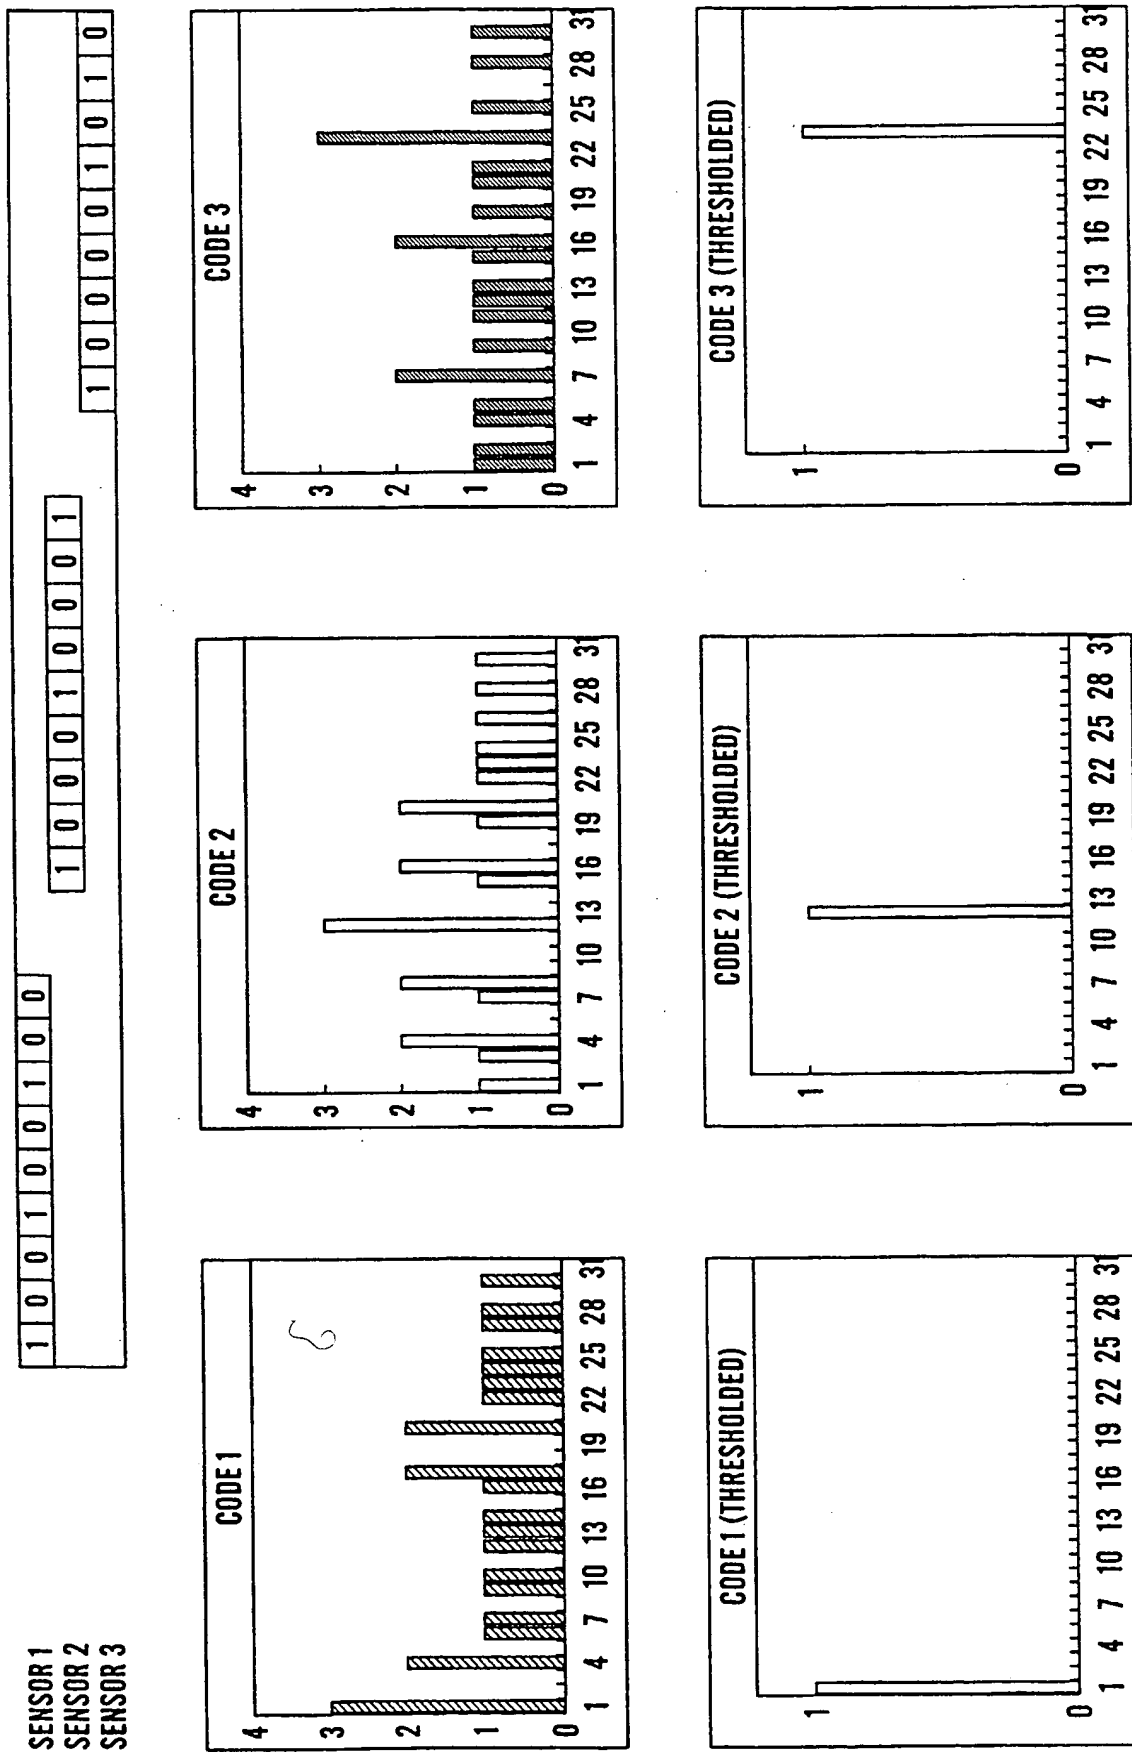 SENSOR 1 1 0 0 1 0 0 1 0 0
SENSOR 2 1 0 0 0 1 0 0 0 1
SENSOR 3 1 0 0 0 0 1 0 1 0
CODE 1
4
3
2
1
0
1 4 7 10 13 16 19 22 25 28 31
CODE 2
4
3
2
1
0
1 4 7 10 13 16 19 22 25 28 31
CODE 3
4
3
2
1
0
1 4 7 10 13 16 19 22 25 28 31
CODE 1 (THRESHOLDED)
1
0
1 4 7 10 13 16 19 22 25 28 31
CODE 2 (THRESHOLDED)
1
0
1 4 7 10 13 16 19 22 25 28 31
CODE 3 (THRESHOLDED)
1
0
1 4 7 10 13 16 19 22 25 28 31